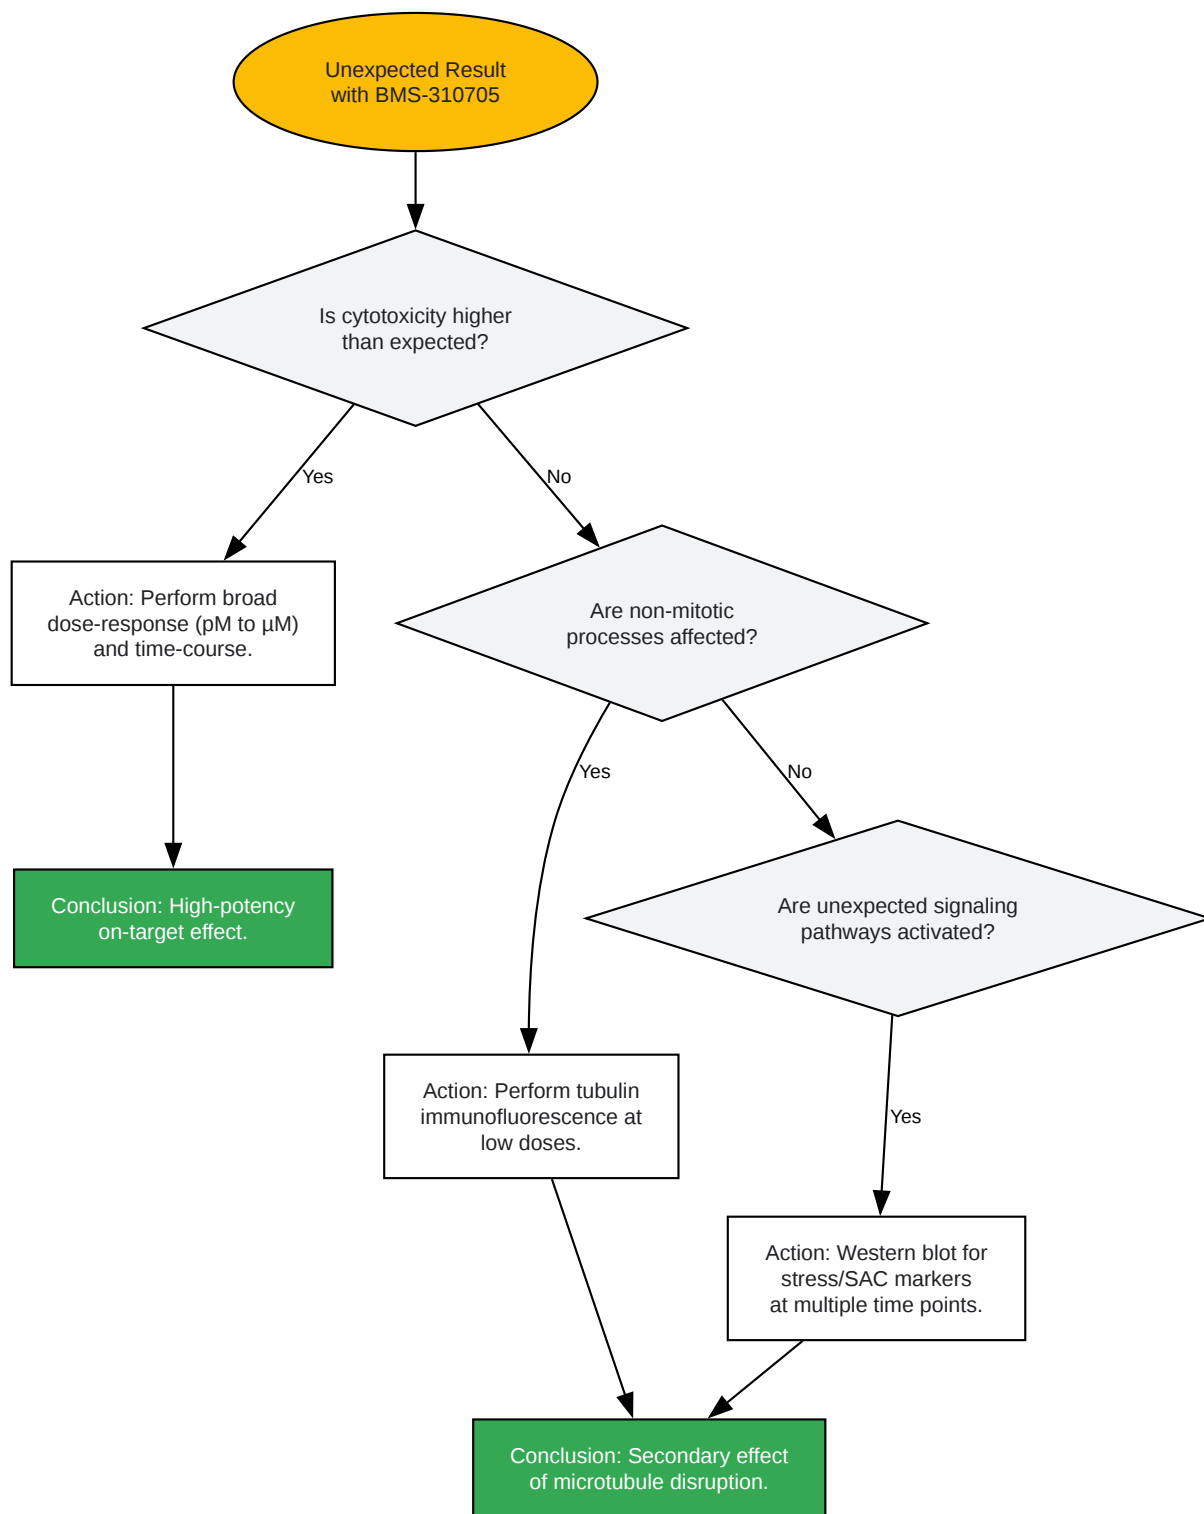 Unexpected Result
with BMS-310705
Is cytotoxicity higher
than expected?
Yes
No
Action: Perform broad
dose-response (pM to µM)
and time-course.
Are non-mitotic
processes affected?
Yes
No
Conclusion: High-potency
on-target effect.
Are unexpected signaling
pathways activated?
Action: Perform tubulin
immunofluorescence at
low doses.
Yes
Action: Western blot for
stress/SAC markers
at multiple time points.
Conclusion: Secondary effect
of microtubule disruption.